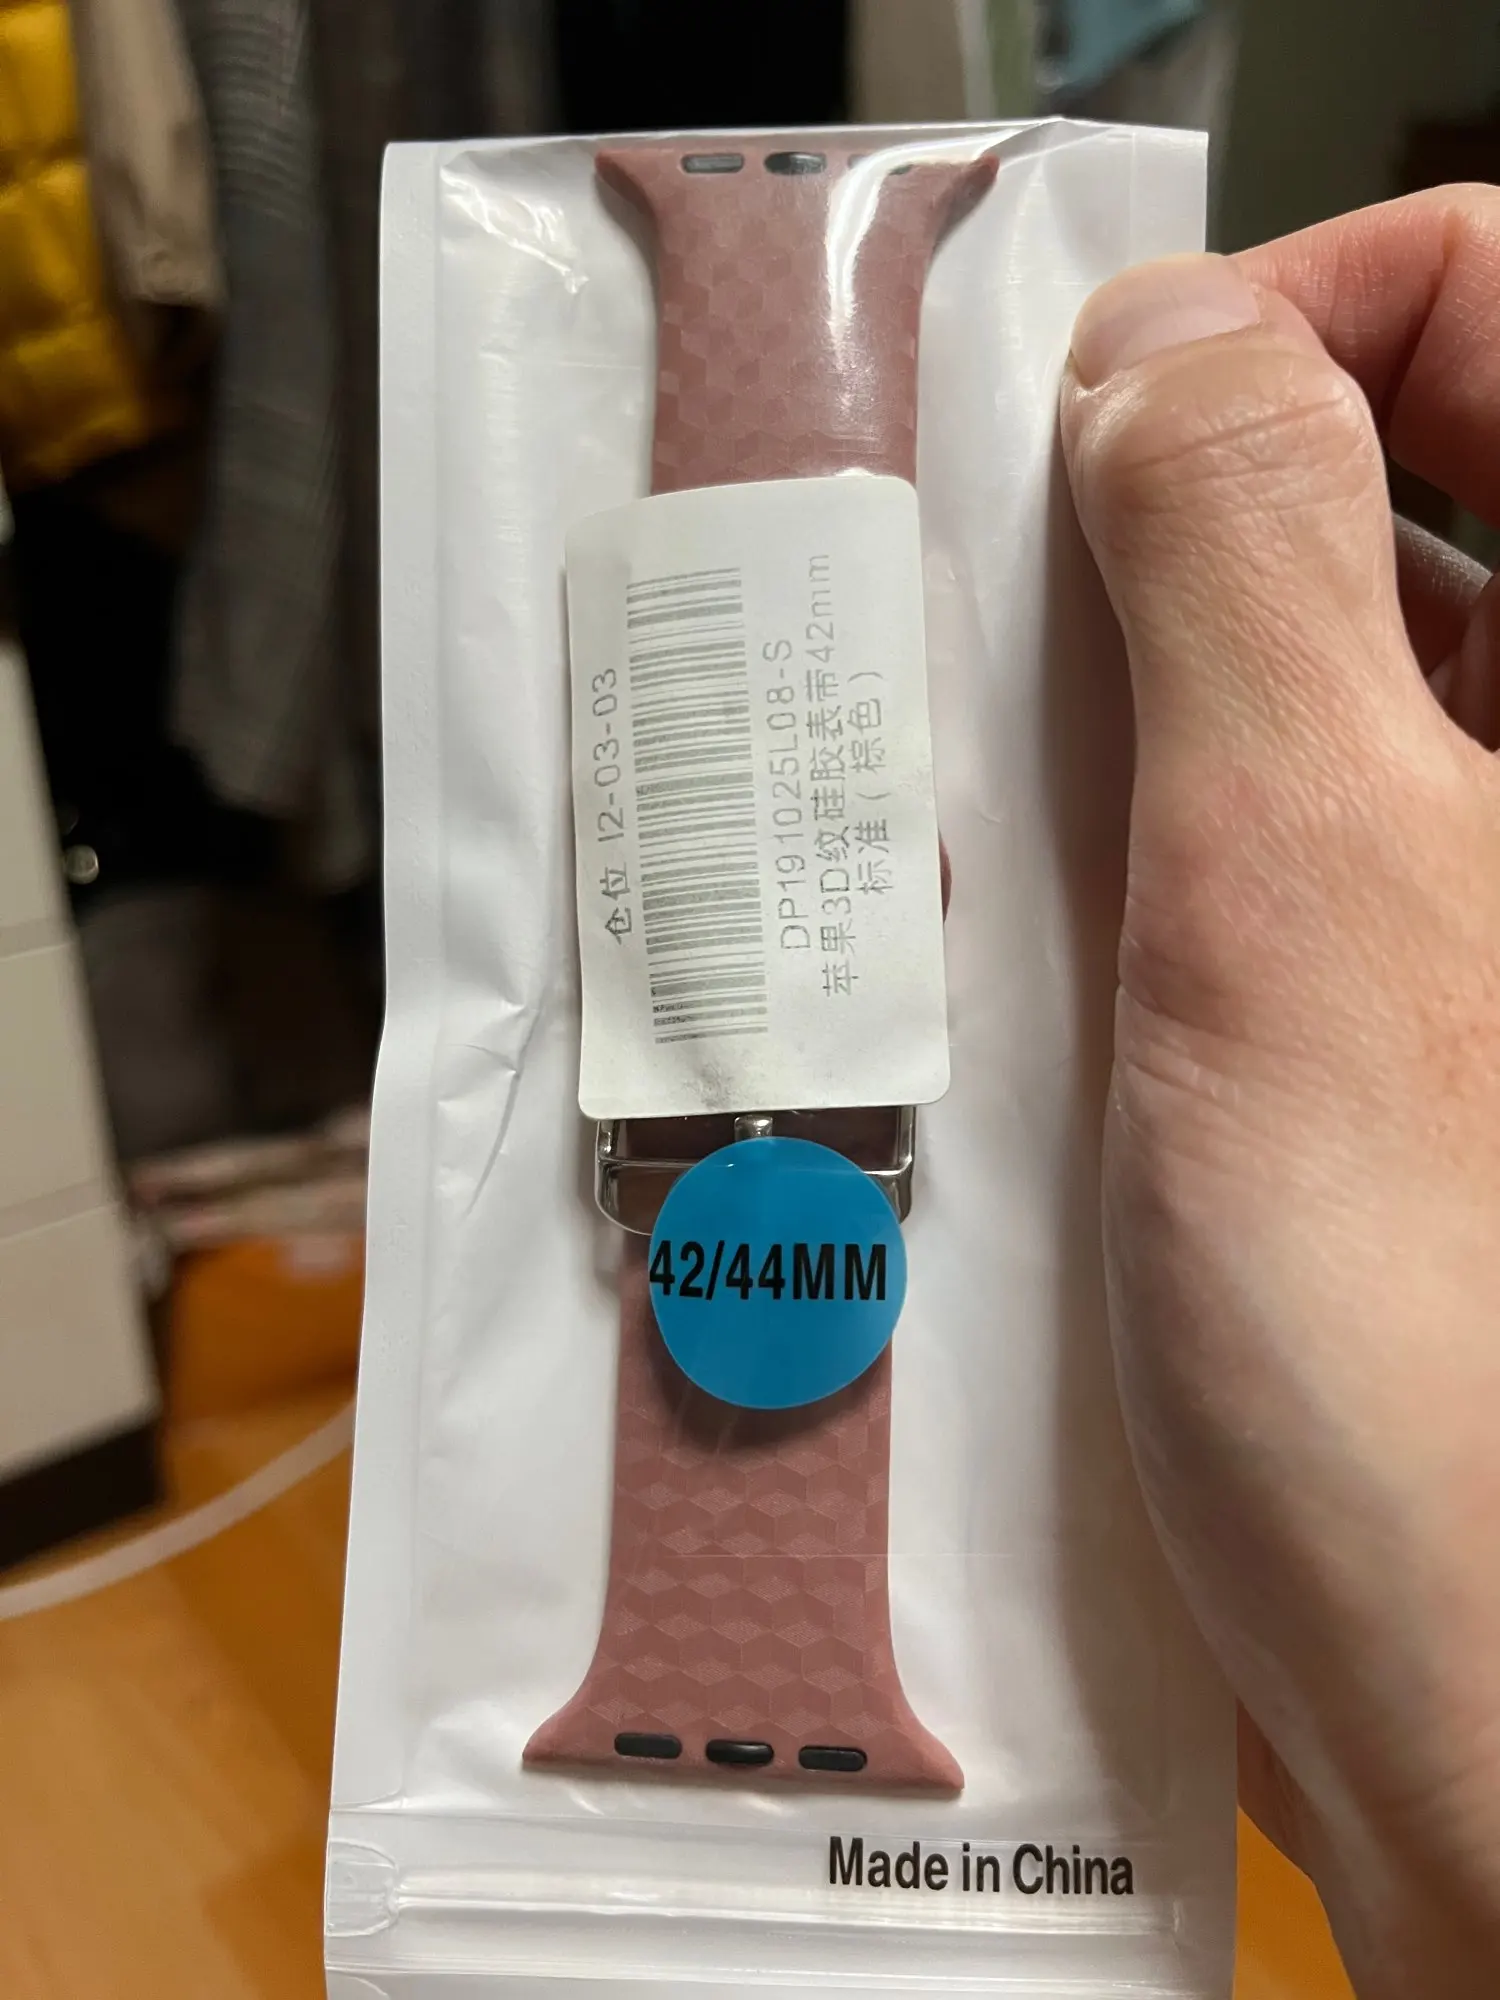 仓位 12-03-03
DP191025L08-S
苹果3D纹硅胶表带42mm
标准(棕色)
42/44MM
Made in China